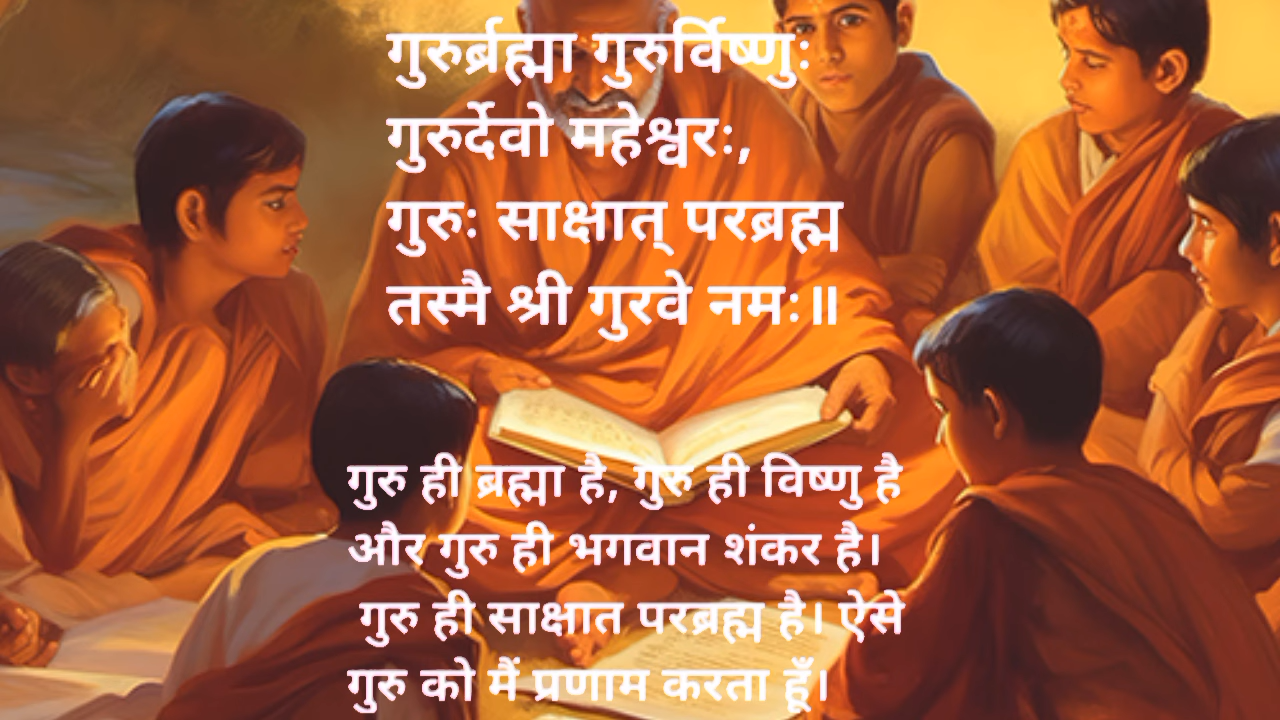 गुरुर्ब्रह्मा गुरुर्विष्णुः
गुरुर्देवो महेश्वरः,
गुरुः साक्षात् परब्रह्म
तस्मै श्री गुरवे नमः॥
गुरु ही ब्रह्मा है, गुरु ही विष्णु है
और गुरु ही भगवान शंकर है।
गुरु ही साक्षात परब्रह्म है। ऐसे
गुरु को मैं प्रणाम करता हूँ।